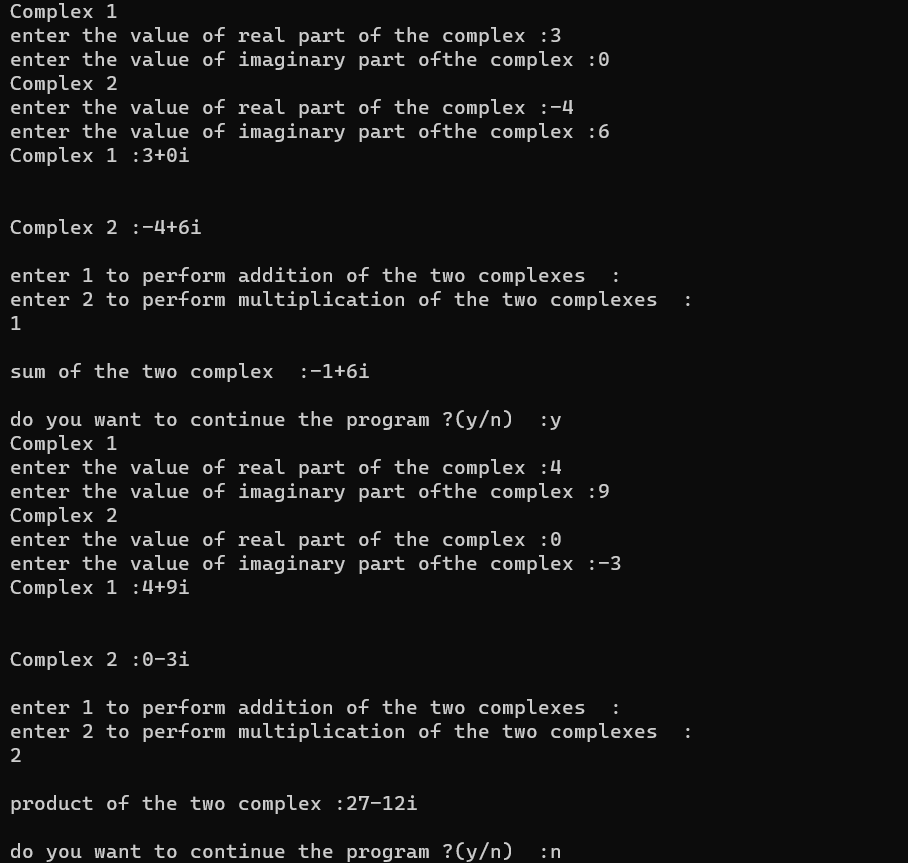 Complex 1
enter the value of real part of the complex :3
enter the value of imaginary part ofthe complex :0
Complex 2
enter the value of real part of the complex :-4
enter the value of imaginary part ofthe complex :6
Complex 1 :3+0i
Complex 2 :-4+6i
enter 1 to perform addition of the two complexes  :
enter 2 to perform multiplication of the two complexes  :
1
sum of the two complex  :-1+6i
do you want to continue the program ?(y/n)  :y
Complex 1
enter the value of real part of the complex :4
enter the value of imaginary part ofthe complex :9
Complex 2
enter the value of real part of the complex :0
enter the value of imaginary part ofthe complex :-3
Complex 1 :4+9i
Complex 2 :0-3i
enter 1 to perform addition of the two complexes  :
enter 2 to perform multiplication of the two complexes  :
2
product of the two complex :27-12i
do you want to continue the program ?(y/n)  :n